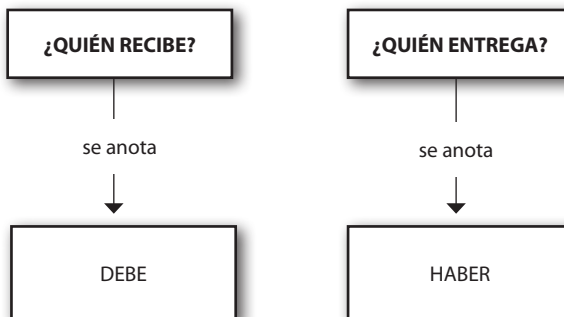 ¿QUIÉN RECIBE?
¿QUIÉN ENTREGA?
se anota
se anota
DEBE
HABER